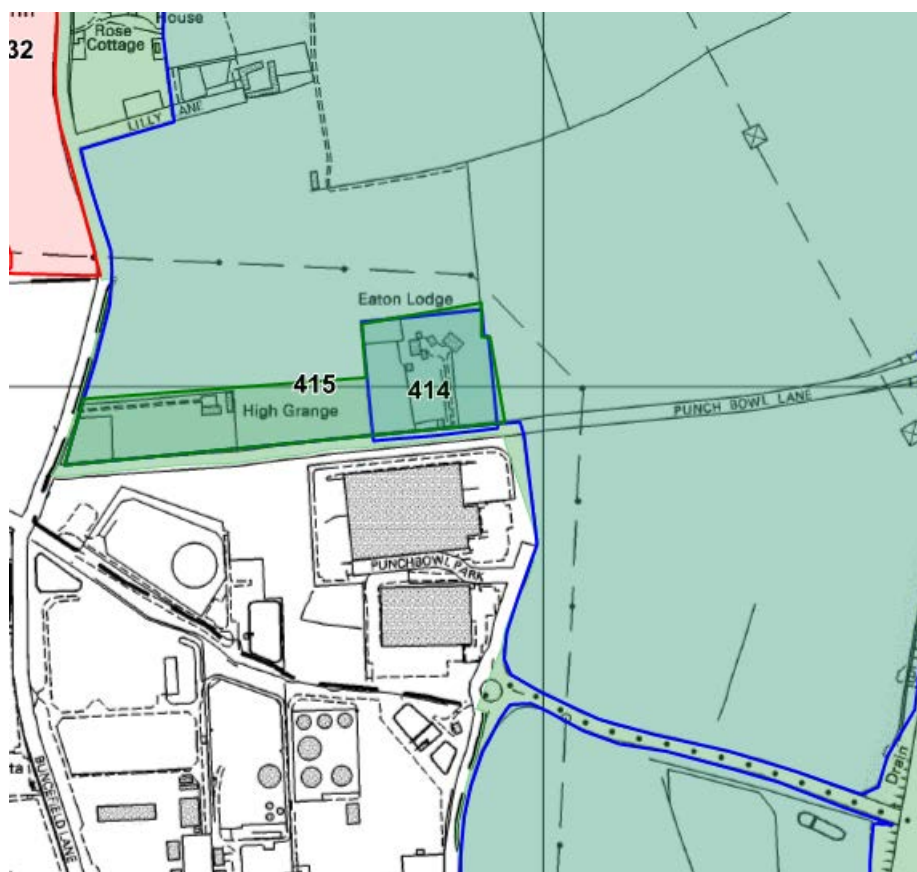 House
Rose
Cottage
32
LILLY LANE
Eaton Lodge
415
414
High Grange
PUNCH BOWL LANE
PUNCHBOWL PARK
BUNCEFIELD LANE
Drain